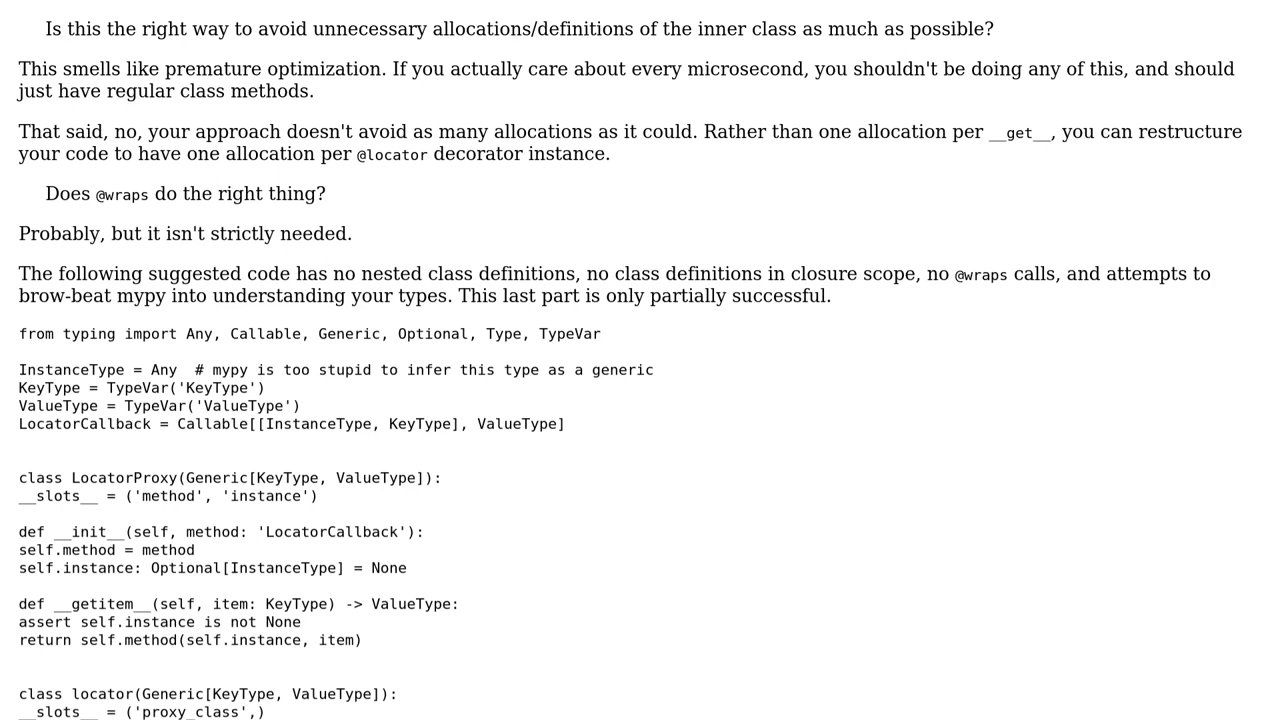 Is this the right way to avoid unnecessary allocations/definitions of the inner class as much as possible?
This smells like premature optimization. If you actually care about every microsecond, you shouldn't be doing any of this, and should
just have regular class methods.
That said, no, your approach doesn't avoid as many allocations as it could. Rather than one allocation per __get__, you can restructure
your code to have one allocation per @locator decorator instance.
Does @wraps do the right thing?
Probably, but it isn't strictly needed.
The following suggested code has no nested class definitions, no class definitions in closure scope, no @wraps calls, and attempts to
brow-beat mypy into understanding your types. This last part is only partially successful.
from typing import Any, Callable, Generic, Optional, Type, TypeVar
InstanceType = Any  # mypy is too stupid to infer this type as a generic
KeyType = TypeVar('KeyType')
ValueType = TypeVar('ValueType')
LocatorCallback = Callable[[InstanceType, KeyType], ValueType]
class LocatorProxy(Generic[KeyType, ValueType]):
__slots__ = ('method', 'instance')
def __init__(self, method: 'LocatorCallback'):
self.method = method
self.instance: Optional[InstanceType] = None
def __getitem__(self, item: KeyType) -> ValueType:
assert self.instance is not None
return self.method(self.instance, item)
class locator(Generic[KeyType, ValueType]):
__slots__ = ('proxy_class',)